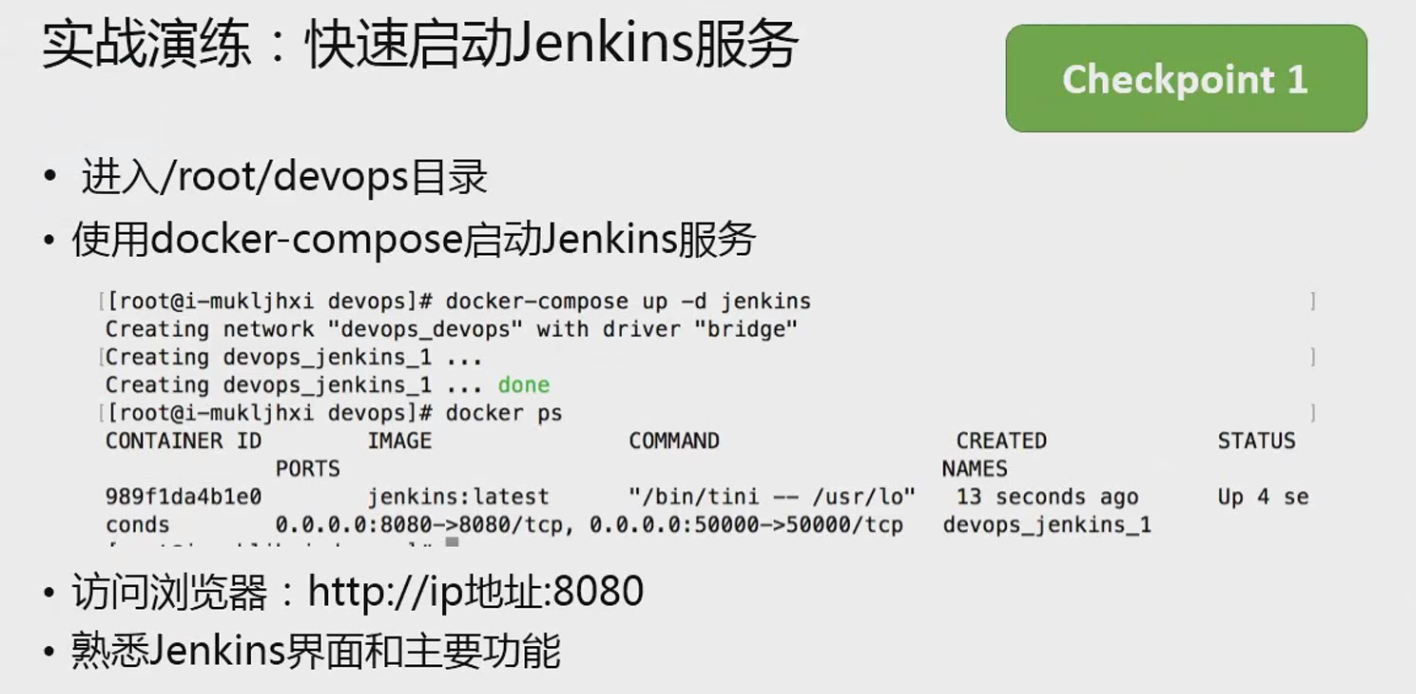 实战演练：快速启动Jenkins服务
Checkpoint 1
• 进入/root/devops目录
• 使用docker-compose启动Jenkins服务
[[root@i-mukljhxi devops]# docker-compose up -d jenkins ]
Creating network "devops_devops" with driver "bridge"
[Creating devops_jenkins_1 ... ]
Creating devops_jenkins_1 ... done
[[root@i-mukljhxi devops]# docker ps ]
CONTAINER ID IMAGE COMMAND CREATED STATUS
PORTS NAMES
989f1da4b1e0 jenkins:latest "/bin/tini -- /usr/lo" 13 seconds ago Up 4 se
conds 0.0.0.0:8080->8080/tcp, 0.0.0.0:50000->50000/tcp devops_jenkins_1
• 访问浏览器：http://ip地址:8080
• 熟悉Jenkins界面和主要功能